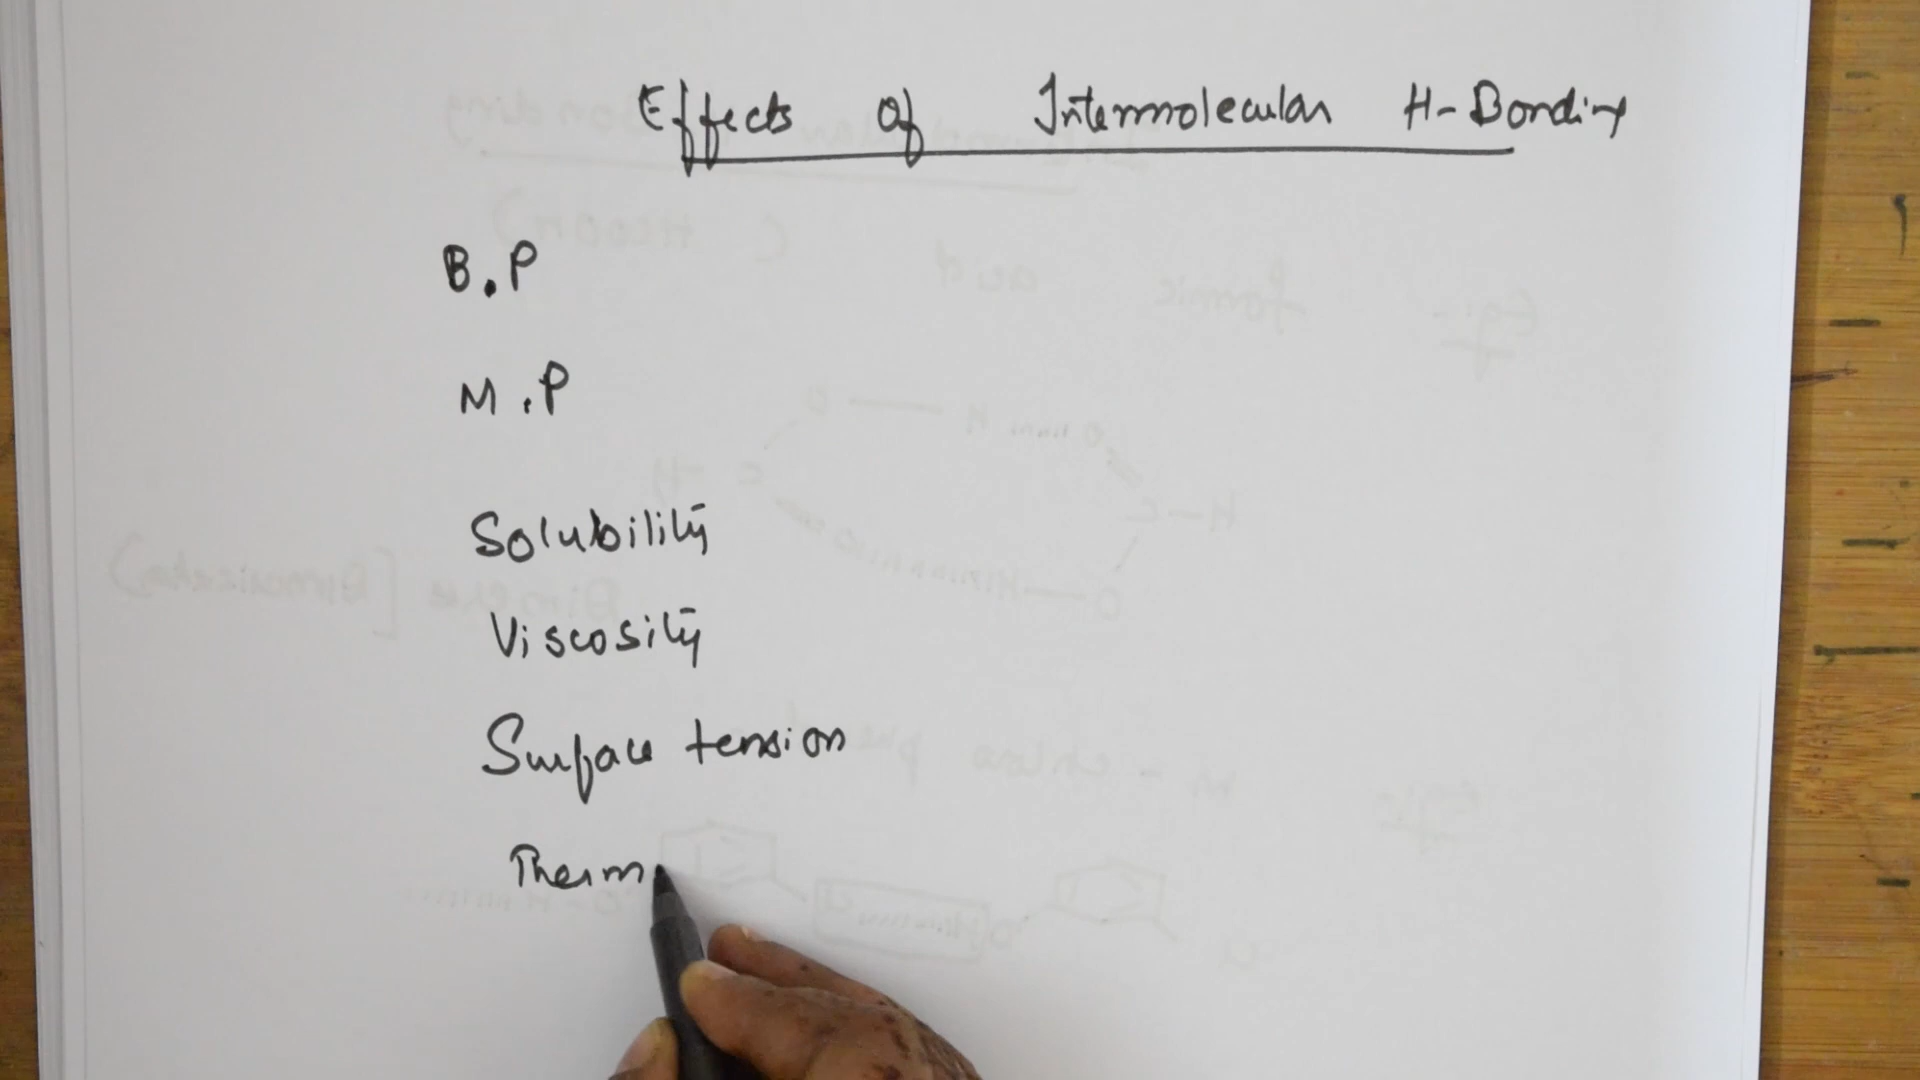 Effects of Intermolecular H-Bonding
B.P
M.P
Solubility
Viscosity
Surface tension
Therm